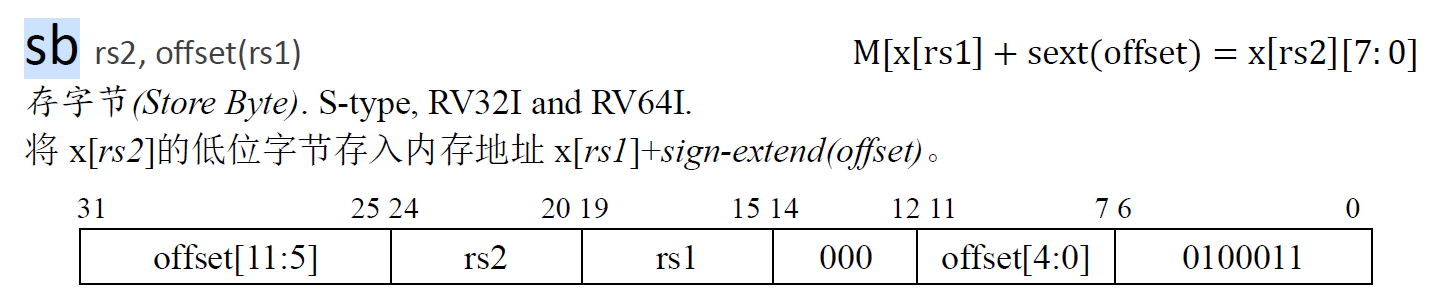 sb rs2, offset(rs1) M[x[rs1] + sext(offset) = x[rs2][7: 0]
存字节(Store Byte). S-type, RV32I and RV64I.
将 x[rs2]的低位字节存入内存地址 x[rs1]+sign-extend(offset)。
31 25 24 20 19 15 14 12 11 7 6 0
offset[11:5] rs2 rs1 000 offset[4:0] 0100011